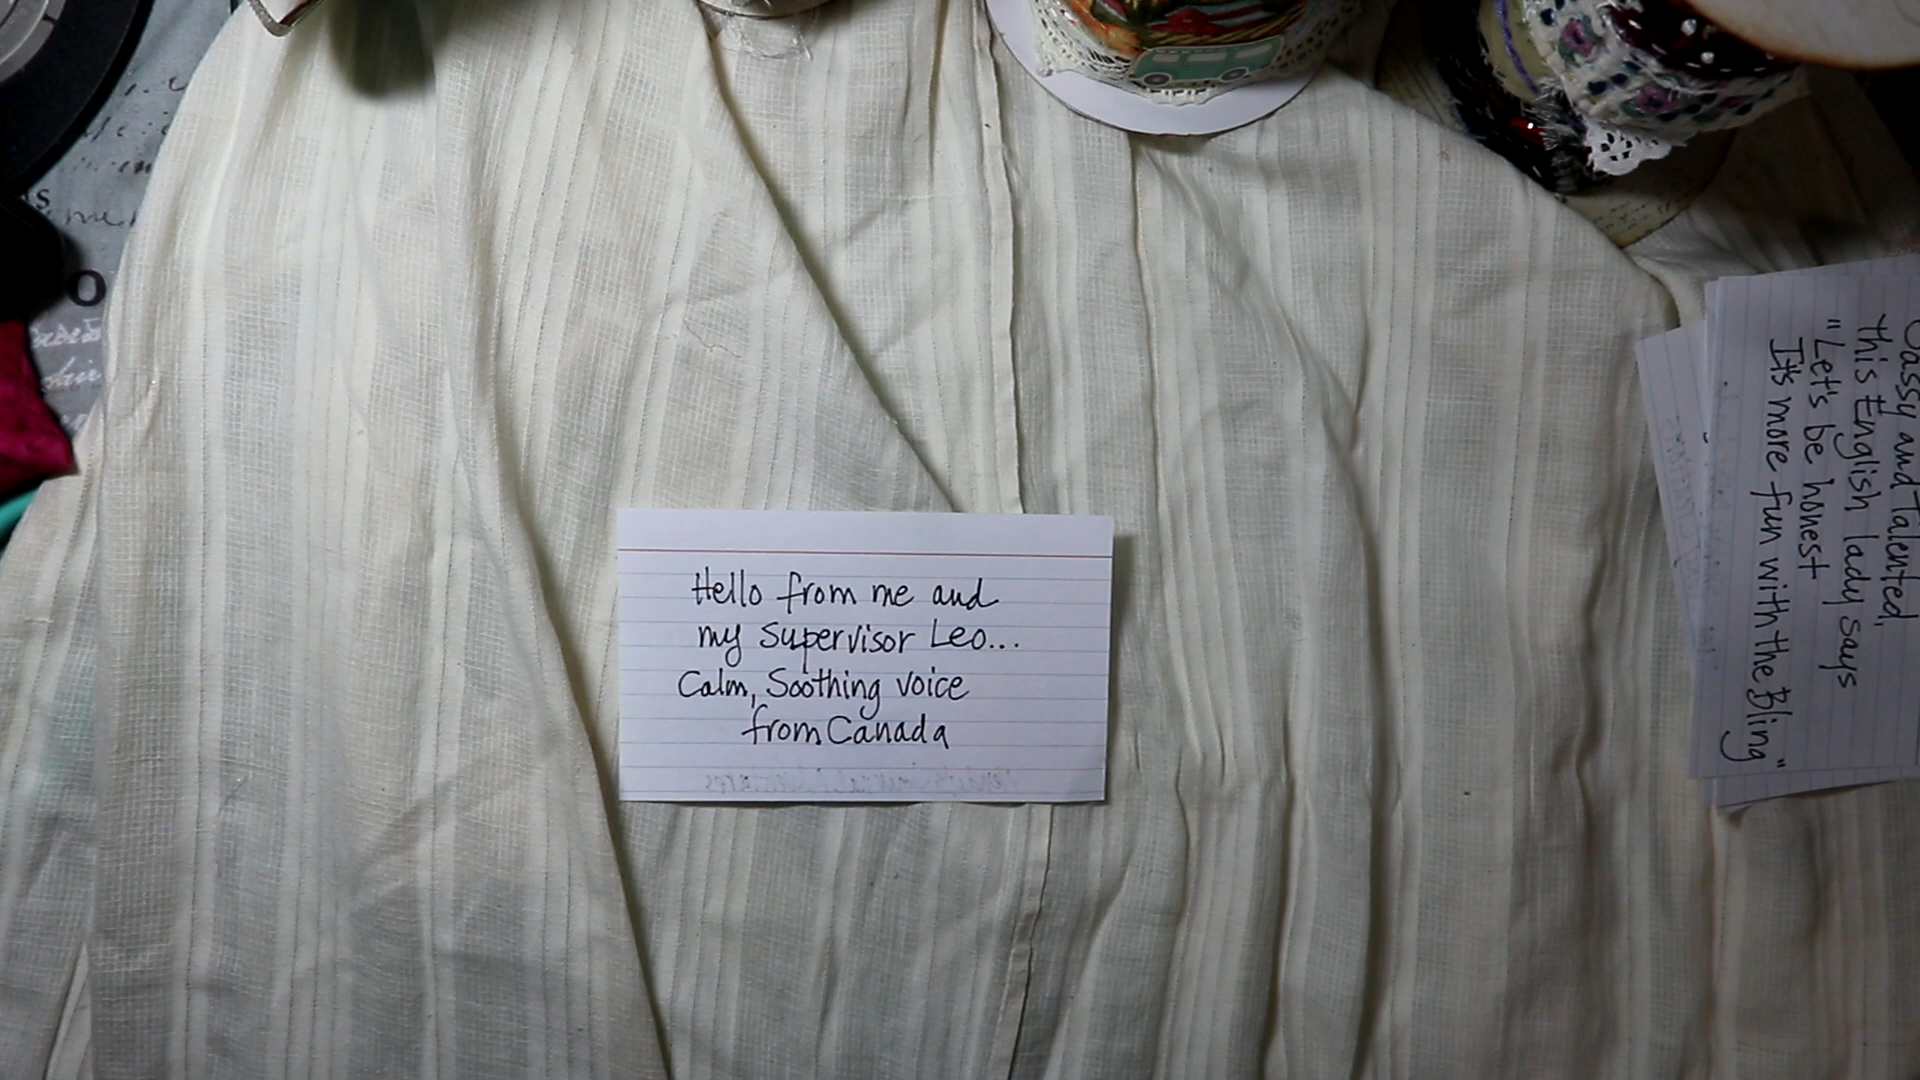 Hello from me and
my Supervisor Leo...
Calm, Soothing voice
from Canada
Sassy and Talented,
this English lady says
"Let's be honest
It's more fun with the Bling"